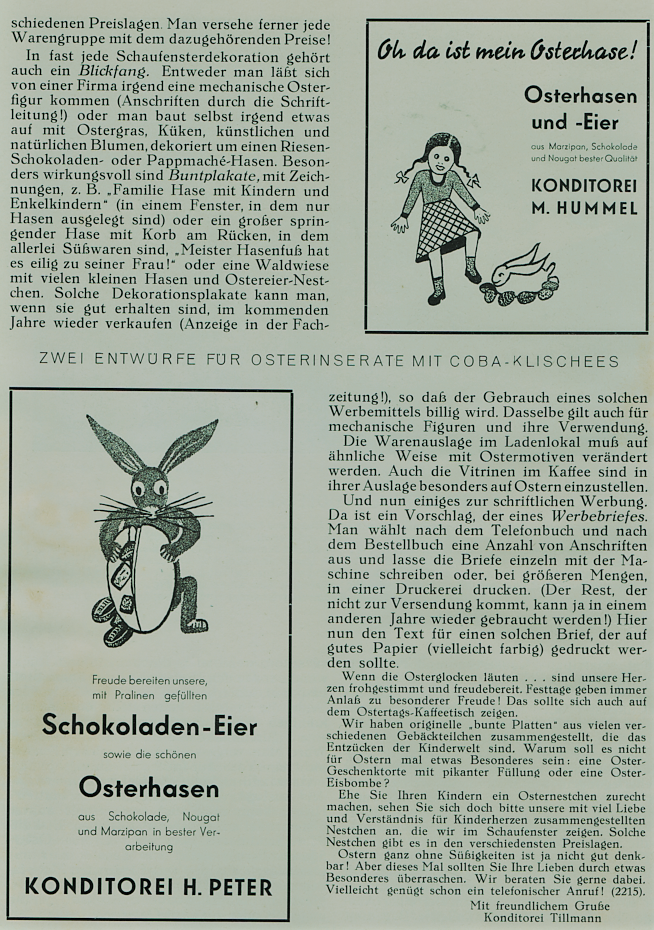 schiedenen Preislagen. Man versehe ferner jede
Warengruppe mit dem dazugehörenden Preise!
In fast jede Schaufensterdekoration gehört
auch ein Blickfang. Entweder man läßt sich
von einer Firma irgend eine mechanische Oster-
figur kommen (Anschriften durch die Schrift-
leitung!) oder man baut selbst irgend etwas
auf mit Ostergras, Küken, künstlichen und
natürlichen Blumen, dekoriert um einen Riesen-
Schokoladen- oder Pappmaché-Hasen. Beson-
ders wirkungsvoll sind Buntplakate, mit Zeich-
nungen, z. B. „Familie Hase mit Kindern und
Enkelkindern“ (in einem Fenster, in dem nur
Hasen ausgelegt sind) oder ein großer sprin-
gender Hase mit Korb am Rücken, in dem
allerlei Süßwaren sind, „Meister Hasenfuß hat
es eilig zu seiner Frau!“ oder eine Waldwiese
mit vielen kleinen Hasen und Ostereier-Nest-
chen. Solche Dekorationsplakate kann man,
wenn sie gut erhalten sind, im kommenden
Jahre wieder verkaufen (Anzeige in der Fach-
Oh da ist mein Osterhase!
Osterhasen
und -Eier
aus Marzipan, Schokolade
und Nougat bester Qualität
KONDITOREI
M. HUMMEL
ZWEI ENTWÜRFE FÜR OSTERINSERATE MIT COBA-KLISCHEES
Freude bereiten unsere,
mit Pralinen gefüllten
Schokoladen-Eier
sowie die schönen
Osterhasen
aus Schokolade, Nougat
und Marzipan in bester Ver-
arbeitung
KONDITOREI H. PETER
zeitung!), so daß der Gebrauch eines solchen
Werbemittels billig wird. Dasselbe gilt auch für
mechanische Figuren und ihre Verwendung.
Die Warenauslage im Ladenlokal muß auf
ähnliche Weise mit Ostermotiven verändert
werden. Auch die Vitrinen im Kaffee sind in
ihrer Auslage besonders auf Ostern einzustellen.
Und nun einiges zur schriftlichen Werbung.
Da ist ein Vorschlag, der eines Werbebriefes.
Man wählt nach dem Telefonbuch und nach
dem Bestellbuch eine Anzahl von Anschriften
aus und lasse die Briefe einzeln mit der Ma-
schine schreiben oder, bei größeren Mengen,
in einer Druckerei drucken. (Der Rest, der
nicht zur Versendung kommt, kann ja in einem
anderen Jahre wieder gebraucht werden!) Hier
nun den Text für einen solchen Brief, der auf
gutes Papier (vielleicht farbig) gedruckt wer-
den sollte.
Wenn die Osterglocken läuten . . . sind unsere Her-
zen frohgestimmt und freudebereit. Festtage geben immer
Anlaß zu besonderer Freude! Das sollte sich auch auf
dem Ostertags-Kaffeetisch zeigen.
Wir haben originelle „bunte Platten“ aus vielen ver-
schiedenen Gebäckteilchen zusammengestellt, die das
Entzücken der Kinderwelt sind. Warum soll es nicht
für Ostern mal etwas Besonderes sein: eine Oster-
Geschenktorte mit pikanter Füllung oder eine Oster-
Eisbombe?
Ehe Sie Ihren Kindern ein Osternestchen zurecht
machen, sehen Sie sich doch bitte unsere mit viel Liebe
und Verständnis für Kinderherzen zusammengestellten
Nestchen an, die wir im Schaufenster zeigen. Solche
Nestchen gibt es in den verschiedensten Preislagen.
Ostern ganz ohne Süßigkeiten ist ja nicht gut denk-
bar! Aber dieses Mal sollten Sie Ihre Lieben durch etwas
Besonderes überraschen. Wir beraten Sie gerne dabei.
Vielleicht genügt schon ein telefonischer Anruf! (2215).
Mit freundlichem Gruße
Konditorei Tillmann